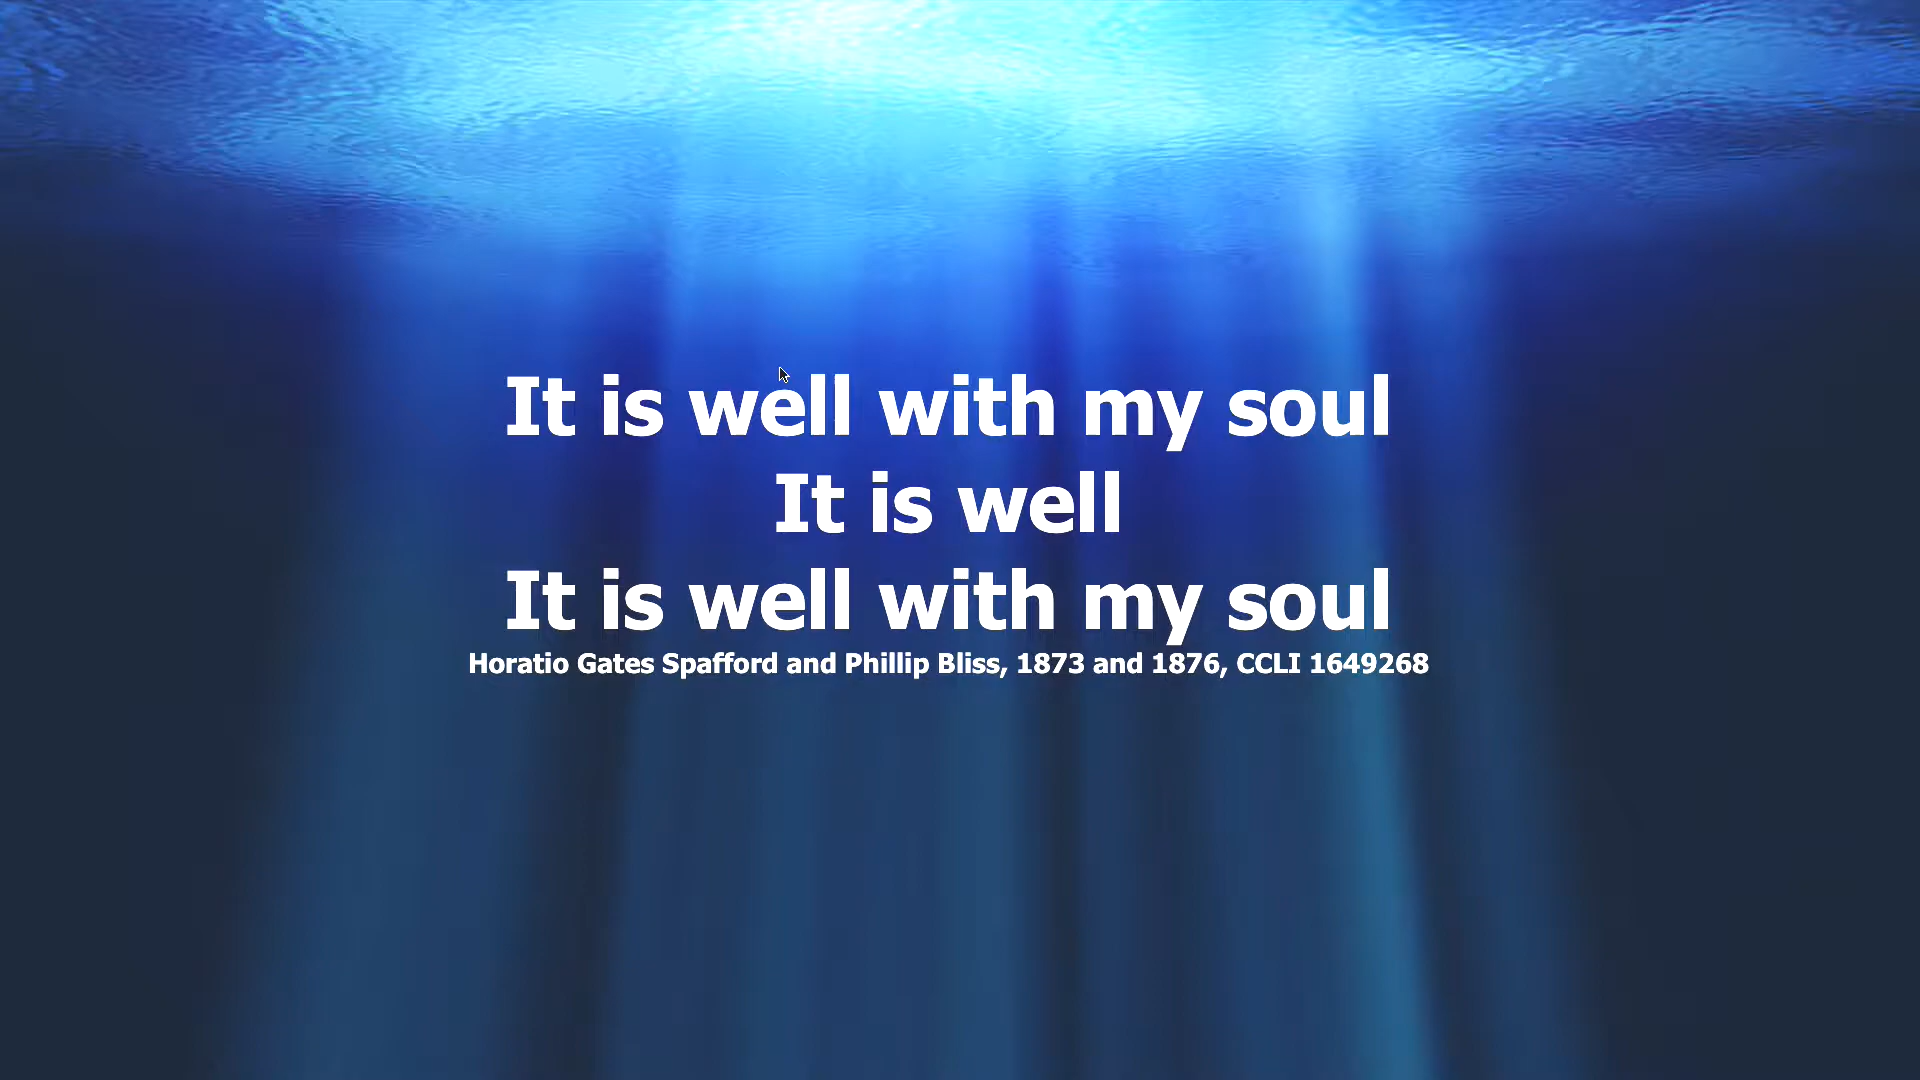 It is well with my soul
It is well
It is well with my soul
Horatio Gates Spafford and Phillip Bliss, 1873 and 1876, CCLI 1649268